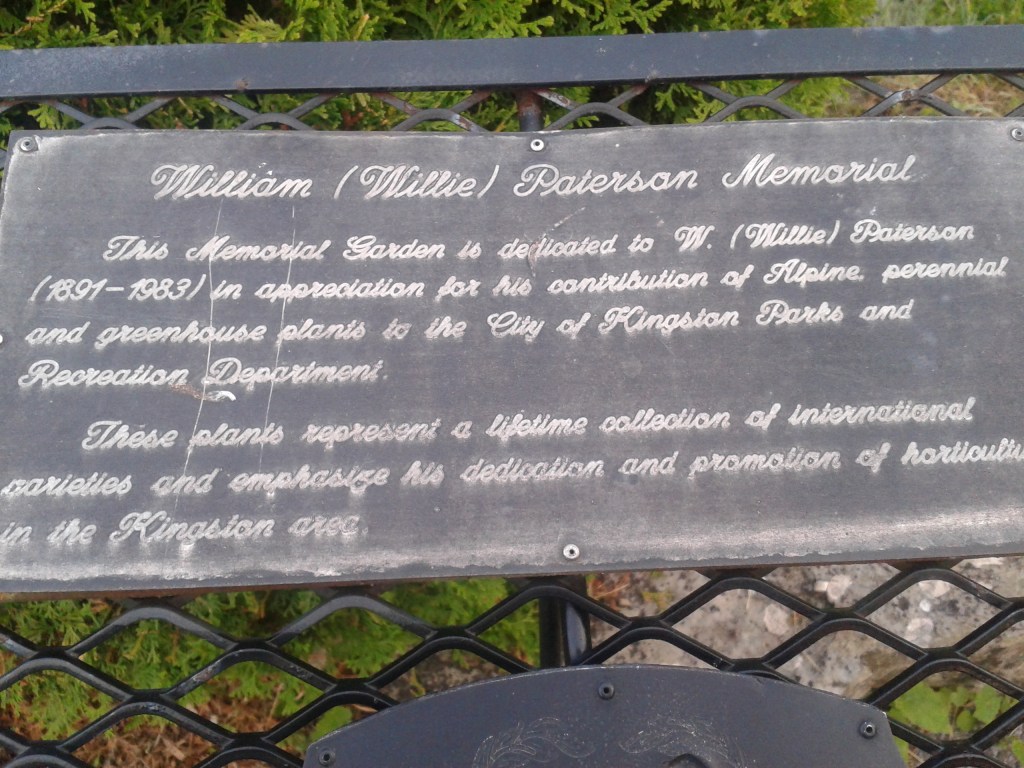 William (Willie) Paterson Memorial
This Memorial Garden is dedicated to W. (Willie) Paterson
(1891-1983) in appreciation for his contribution of Alpine, perennial
and greenhouse plants to the City of Kingston Parks and
Recreation Department.
These plants represent a lifetime collection of international
varieties and emphasize his dedication and promotion of horticultu
in the Kingston area.